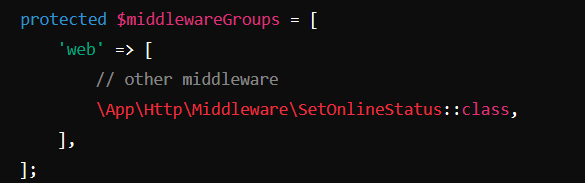 protected $middlewareGroups = [
'web' => [
// other middleware
\App\Http\Middleware\SetOnlineStatus::class,
],
];